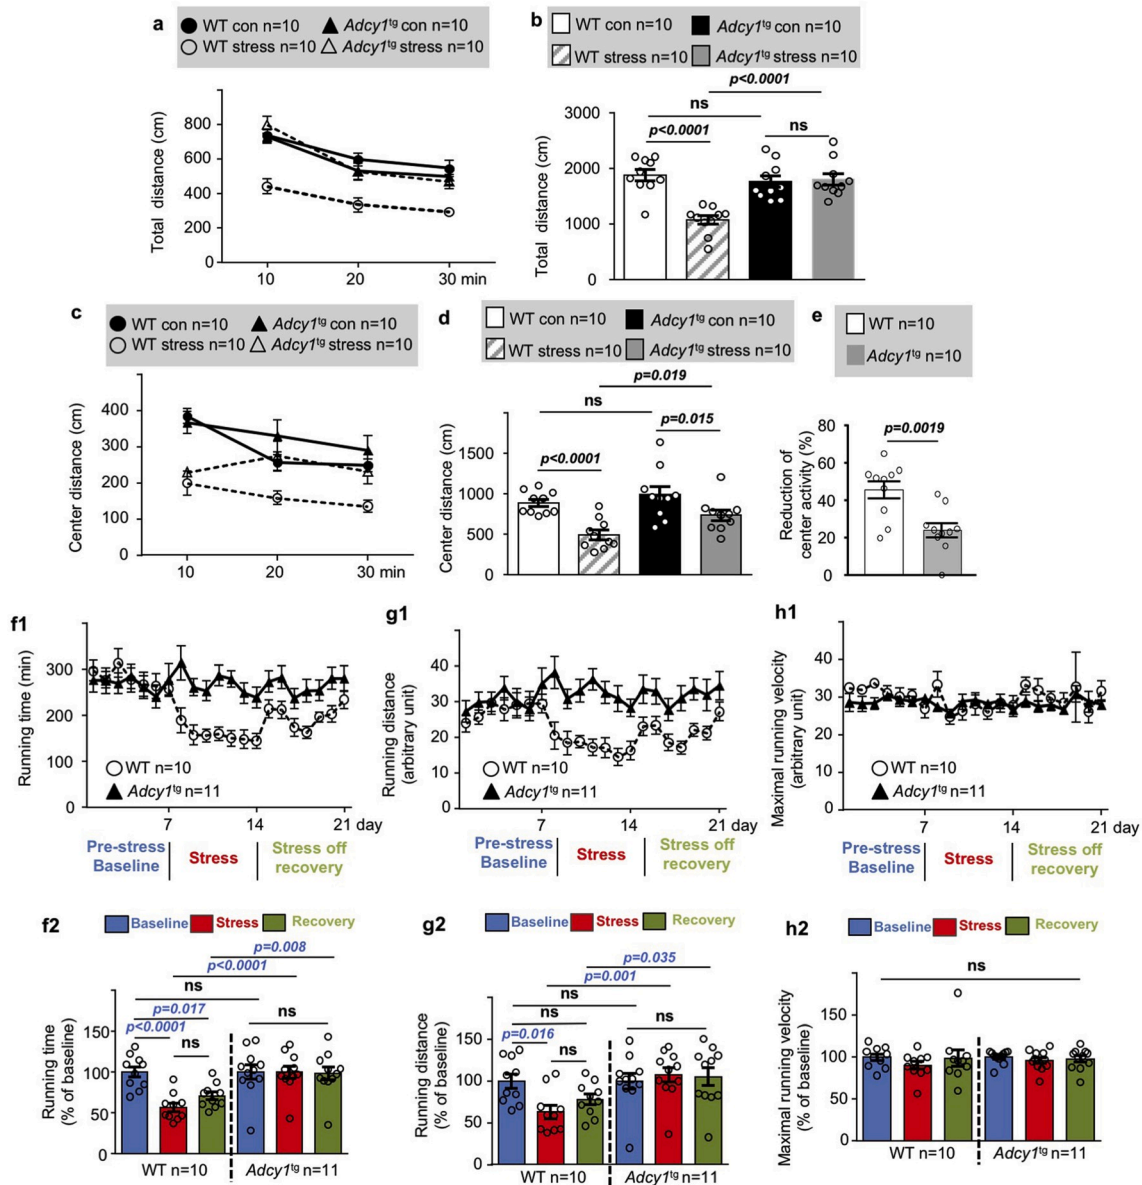 a
WT con n=10
Adcy1tg con n=10
WT stress n=10
Adcy1tg stress n=10
Total distance (cm)
800
600
400
200
0
10
20
30 min
b
WT con n=10
Adcy1tg con n=10
WT stress n=10
Adcy1tg stress n=10
p<0.0001
ns
p<0.0001
ns
Total distance (cm)
3000
2000
1000
0
c
WT con n=10
Adcy1tg con n=10
WT stress n=10
Adcy1tg stress n=10
Center distance (cm)
400
300
200
100
0
10
20
30 min
d
WT con n=10
Adcy1tg con n=10
WT stress n=10
Adcy1tg stress n=10
p=0.019
ns
p=0.015
p<0.0001
Center distance (cm)
1500
1000
500
0
e
WT n=10
Adcy1tg n=10
p=0.0019
Reduction of
center activity (%)
80
60
40
20
0
f1
Running time (min)
300
200
100
0
WT n=10
Adcy1tg n=11
7
14
21 day
Pre-stress
Baseline
Stress
Stress off
recovery
g1
Running distance
(arbitrary unit)
40
30
20
10
0
WT n=10
Adcy1tg n=11
7
14
21 day
Pre-stress
Baseline
Stress
Stress off
recovery
h1
Maximal running velocity
(arbitrary unit)
40
30
20
10
0
WT n=10
Adcy1tg n=11
7
14
21 day
Pre-stress
Baseline
Stress
Stress off
recovery
f2
Baseline
Stress
Recovery
p=0.008
p<0.0001
ns
p=0.017
ns
p<0.0001
ns
Running time
(% of baseline)
150
100
50
0
WT n=10
Adcy1tg n=11
g2
Baseline
Stress
Recovery
p=0.035
p=0.001
ns
ns
ns
p=0.016
ns
Running distance
(% of baseline)
150
100
50
0
WT n=10
Adcy1tg n=11
h2
Baseline
Stress
Recovery
ns
Maximal running velocity
(% of baseline)
150
100
50
0
WT n=10
Adcy1tg n=11